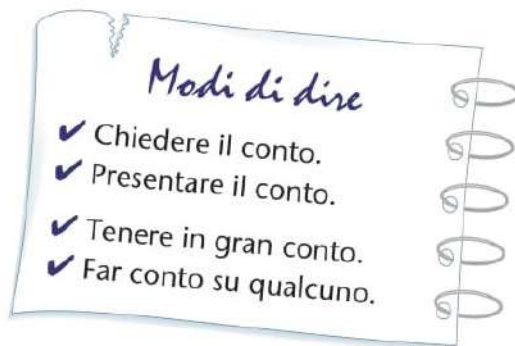 Modi di dire
Chiedere il conto.
Presentare il conto.
Tenere in gran conto.
Far conto su qualcuno.